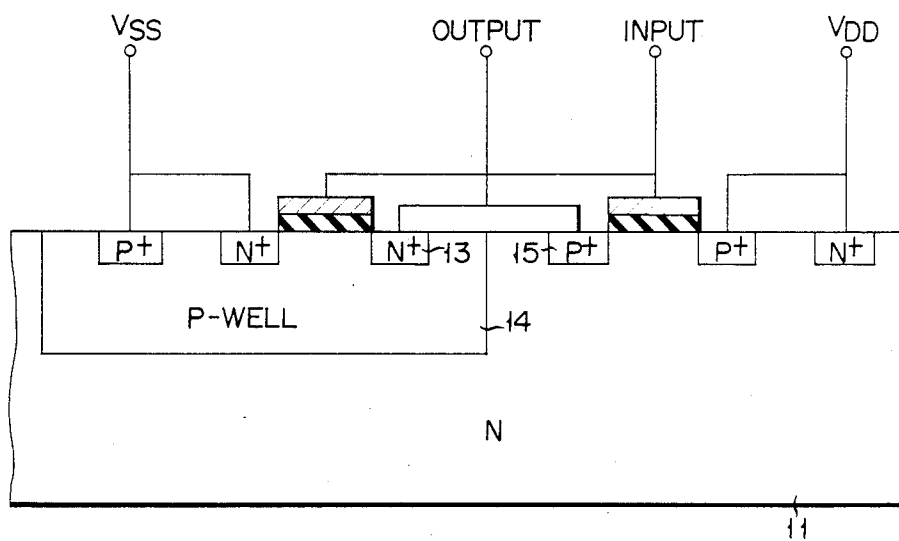 VSS OUTPUT INPUT VDD
P+ N+ N+ 13 15 P+ P+ N+
P-WELL 14
N
11